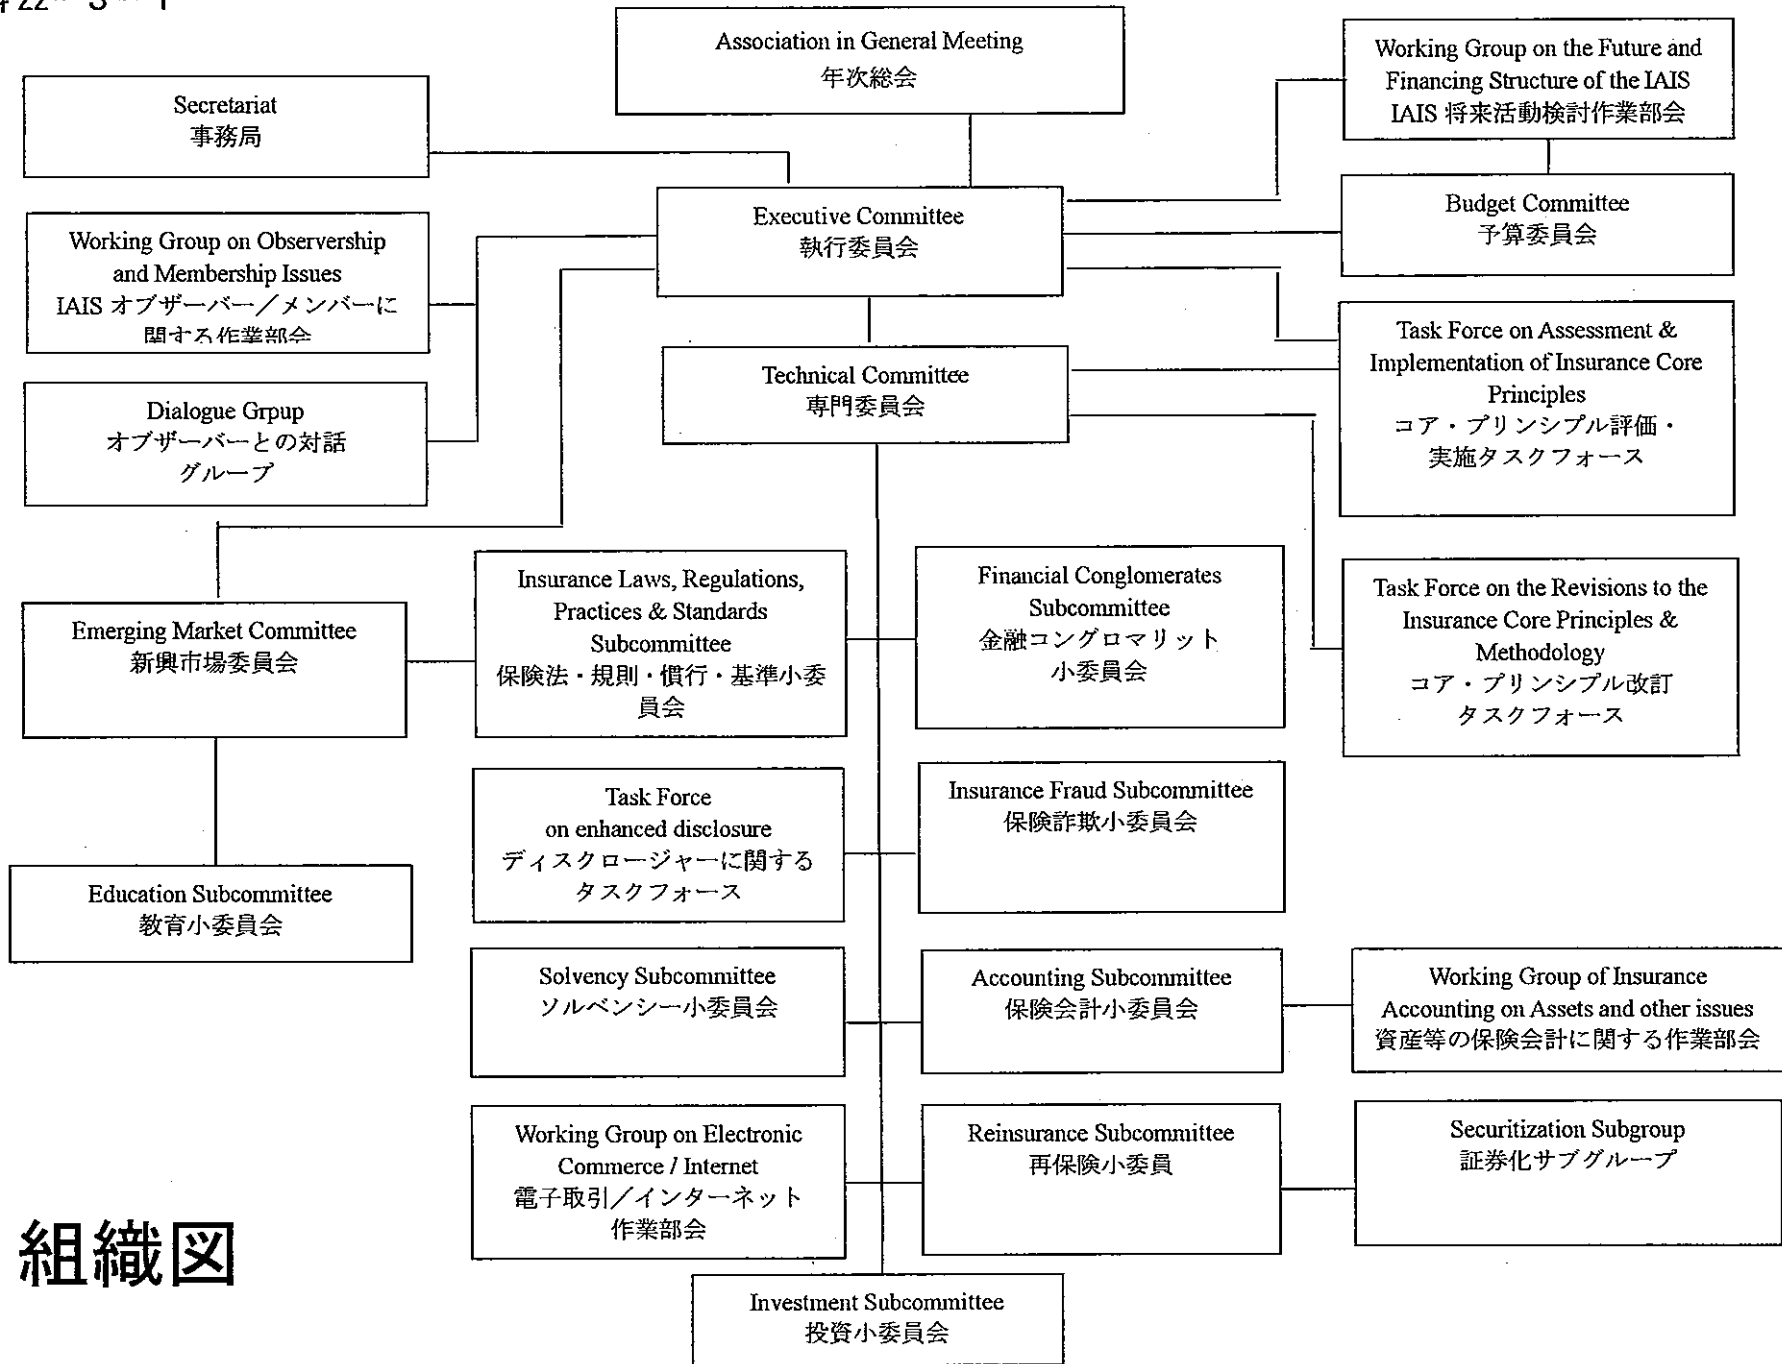 Association in General Meeting
年次総会
Working Group on the Future and
Financing Structure of the IAIS
IAIS 将来活動検討作業部会
Secretariat
事務局
Executive Committee
執行委員会
Budget Committee
予算委員会
Working Group on Observership
and Membership Issues
IAIS オブザーバー／メンバーに
関する作業部会
Technical Committee
専門委員会
Task Force on Assessment &
Implementation of Insurance Core
Principles
コア・プリンシプル評価・
実施タスクフォース
Dialogue Grpup
オブザーバーとの対話
グループ
Emerging Market Committee
新興市場委員会
Insurance Laws, Regulations,
Practices & Standards
Subcommittee
保険法・規則・慣行・基準小委
員会
Financial Conglomerates
Subcommittee
金融コングロマリット
小委員会
Task Force on the Revisions to the
Insurance Core Principles &
Methodology
コア・プリンシプル改訂
タスクフォース
Task Force
on enhanced disclosure
ディスクロージャーに関する
タスクフォース
Insurance Fraud Subcommittee
保険詐欺小委員会
Education Subcommittee
教育小委員会
Solvency Subcommittee
ソルベンシー小委員会
Accounting Subcommittee
保険会計小委員会
Working Group of Insurance
Accounting on Assets and other issues
資産等の保険会計に関する作業部会
Working Group on Electronic
Commerce / Internet
電子取引／インターネット
作業部会
Reinsurance Subcommittee
再保険小委員
Securitization Subgroup
証券化サブグループ
組織図
Investment Subcommittee
投資小委員会